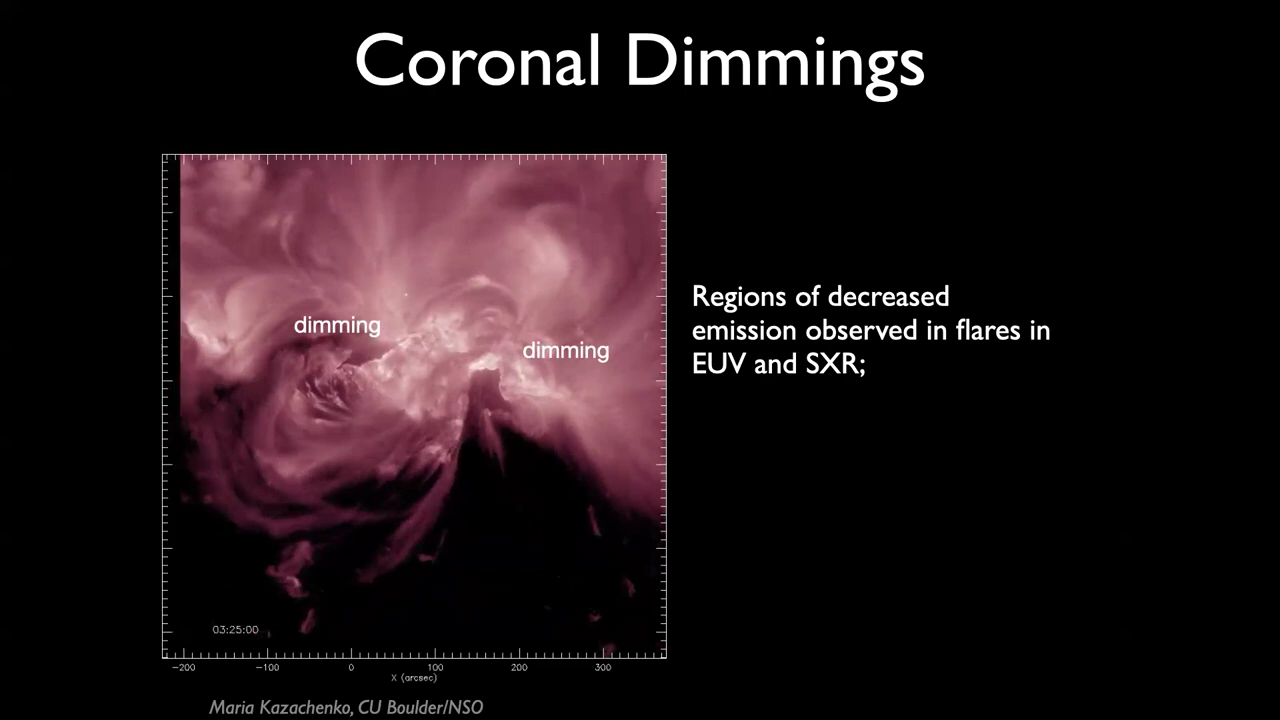 Coronal Dimmings
dimming
dimming
Regions of decreased
emission observed in flares in
EUV and SXR;
03:25:00
−200 −100 0 100 200 300
X (arcsec)
Maria Kazachenko, CU Boulder/NSO